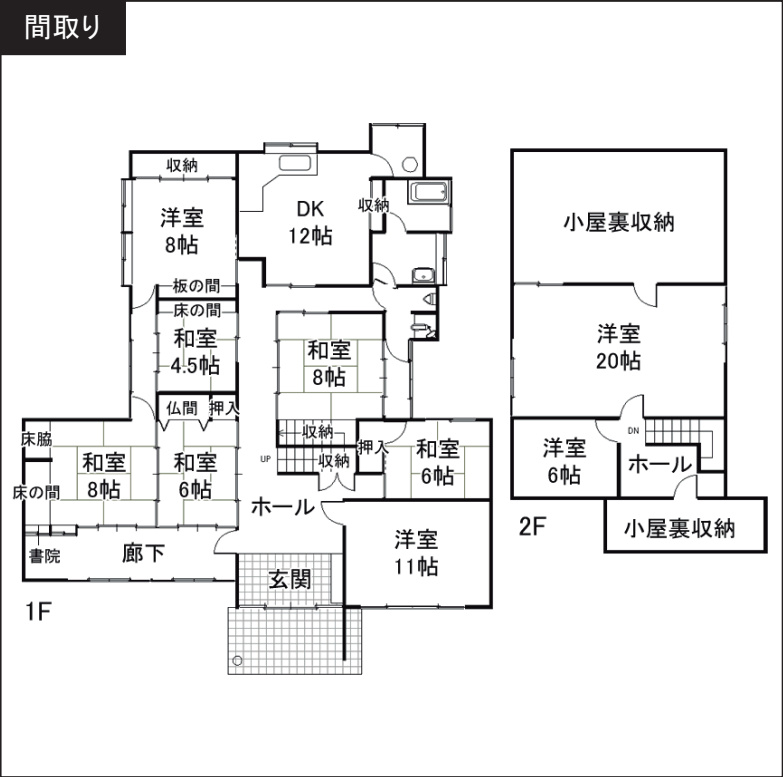 間取り
収納
洋室
8帖
板の間
DK
12帖
収納
床の間
和室
4.5帖
和室
8帖
仏間
押入
収納
床脇
和室
8帖
床の間
和室
6帖
UP
収納
押入
和室
6帖
ホール
書院
廊下
玄関
洋室
11帖
1F
小屋裏収納
洋室
20帖
DN
洋室
6帖
ホール
小屋裏収納
2F